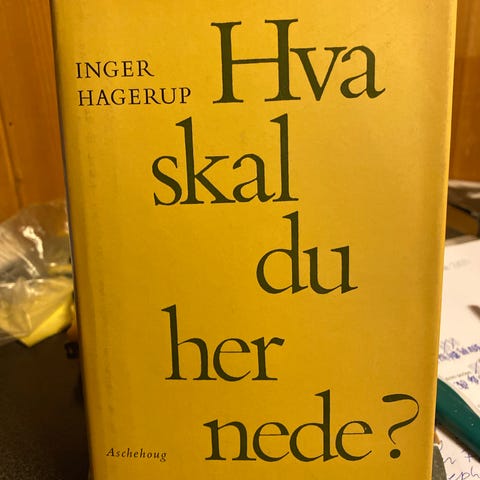 INGER
HAGERUP
Hva
skal
du
her
nede?
Aschehoug